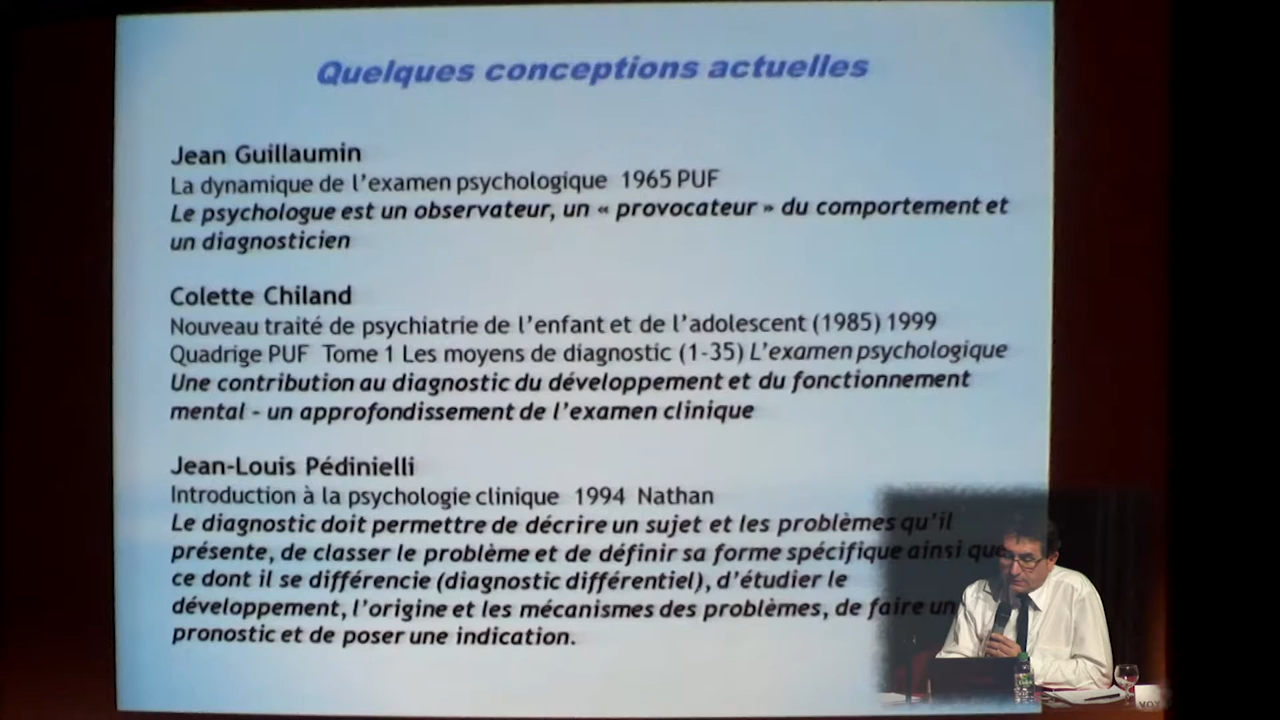 Quelques conceptions actuelles
Jean Guillaumin
La dynamique de l'examen psychologique 1965 PUF
Le psychologue est un observateur, un « provocateur » du comportement et
un diagnosticien
Colette Chiland
Nouveau traité de psychiatrie de l'enfant et de l'adolescent (1985) 1999
Quadrige PUF Tome 1 Les moyens de diagnostic (1-35) L'examen psychologique
Une contribution au diagnostic du développement et du fonctionnement
mental - un approfondissement de l'examen clinique
Jean-Louis Pédinielli
Introduction à la psychologie clinique 1994 Nathan
Le diagnostic doit permettre de décrire un sujet et les problèmes qu'il
présente, de classer le problème et de définir sa forme spécifique ainsi que
ce dont il se différencie (diagnostic différentiel), d'étudier le
développement, l'origine et les mécanismes des problèmes, de faire un
pronostic et de poser une indication.
VOX